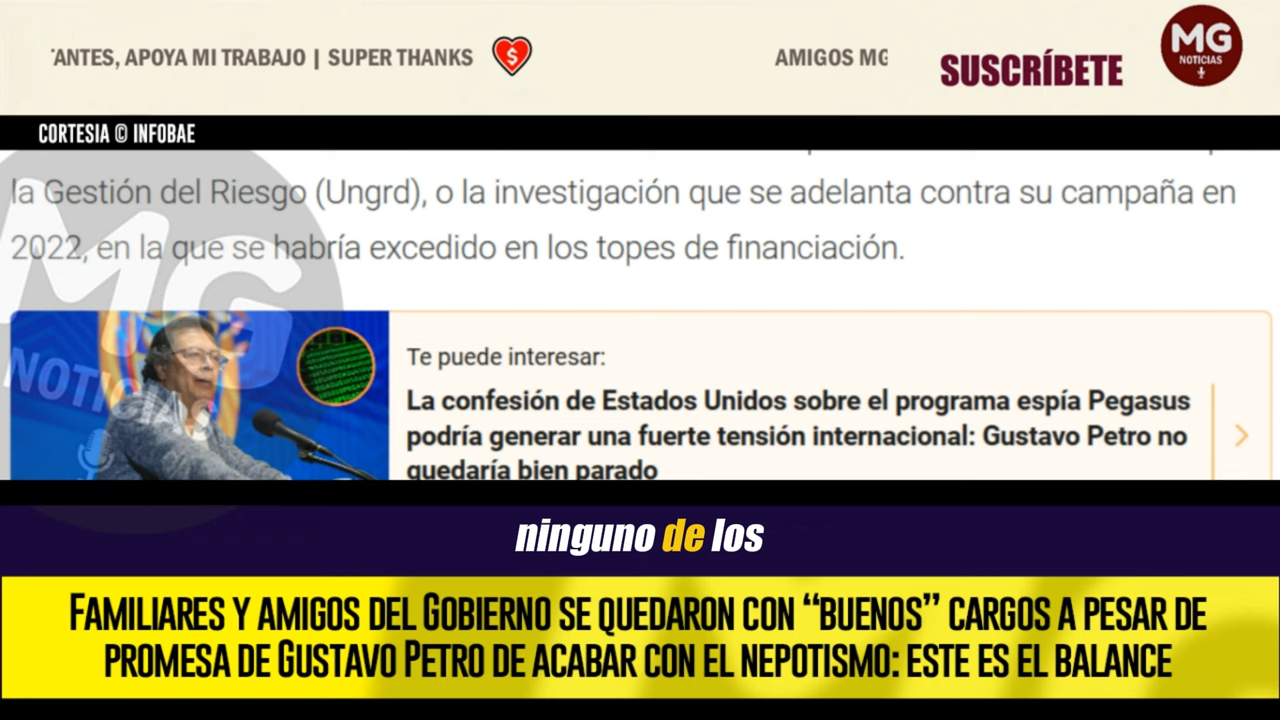 'ANTES, APOYA MI TRABAJO | SUPER THANKS
AMIGOS MG
SUSCRÍBETE
MG
NOTICIAS
CORTESIA © INFOBAE
la Gestión del Riesgo (Ungrd), o la investigación que se adelanta contra su campaña en
2022, en la que se habría excedido en los topes de financiación.
MG
NOTICIAS
Te puede interesar:
La confesión de Estados Unidos sobre el programa espía Pegasus
podría generar una fuerte tensión internacional: Gustavo Petro no
quedaría bien parado
ninguno de los
FAMILIARES Y AMIGOS DEL GOBIERNO SE QUEDARON CON “BUENOS” CARGOS A PESAR DE
PROMESA DE GUSTAVO PETRO DE ACABAR CON EL NEPOTISMO: ESTE ES EL BALANCE